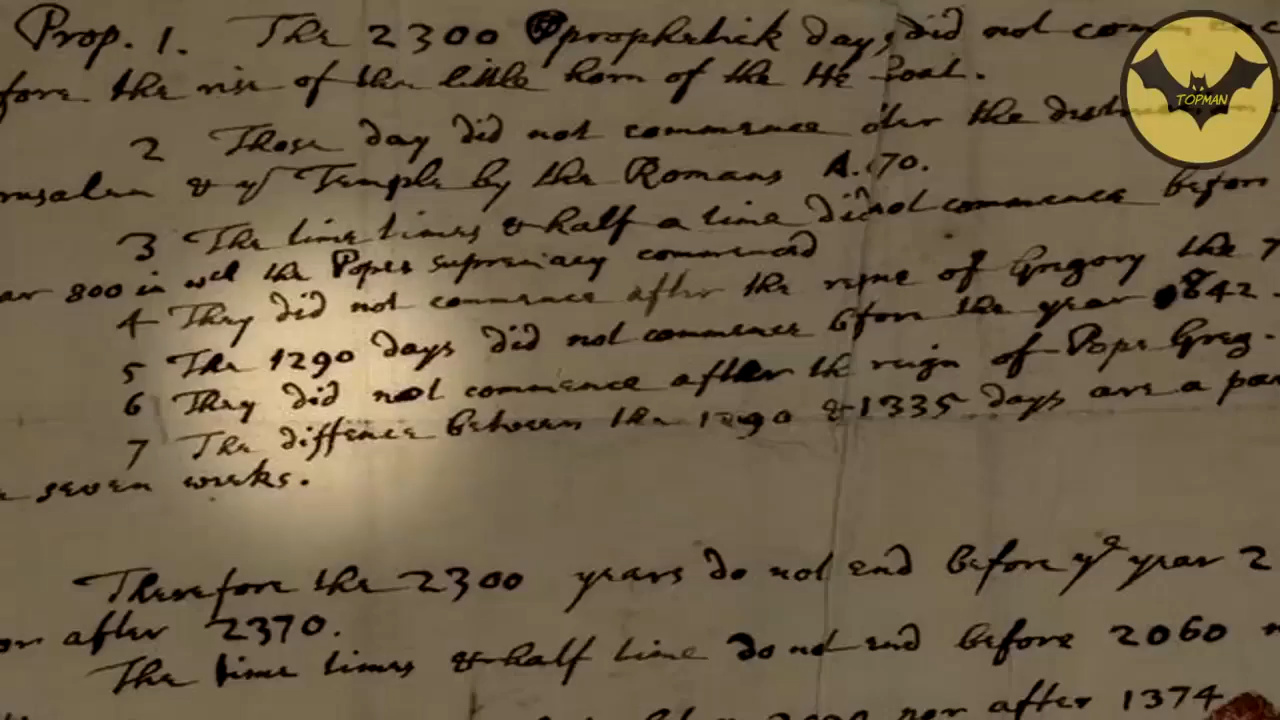 Prop. 1. The 2300 prophetick days did not com
fore the rise of the little horn of the He Goat.
2 Those day did not commence after the destruc
rusalem & ye Temple by the Romans A. 70.
3 The time times & half a time did not commence before
800 in wch the Popes supremacy commenced
4 They did not commence after the reigne of Gregory the 7
5 The 1290 days did not commence before the year 842.
6 They did not commence after the reign of Pope Greg.
7 The diffence between the 1290 & 1335 days are a par
seven weeks.
Therefore the 2300 years do not end before ye year 2
or after 2370.
The time times & half time do not end before 2060
nor after 1374
TOPMAN